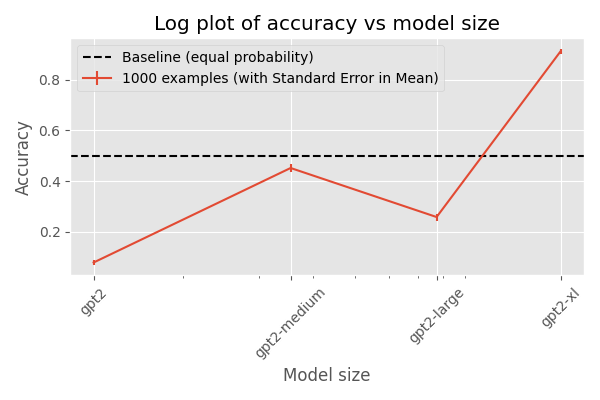 Log plot of accuracy vs model size
Baseline (equal probability)
1000 examples (with Standard Error in Mean)
Accuracy
0.8
0.6
0.4
0.2
gpt2
gpt2-medium
gpt2-large
gpt2-xl
Model size